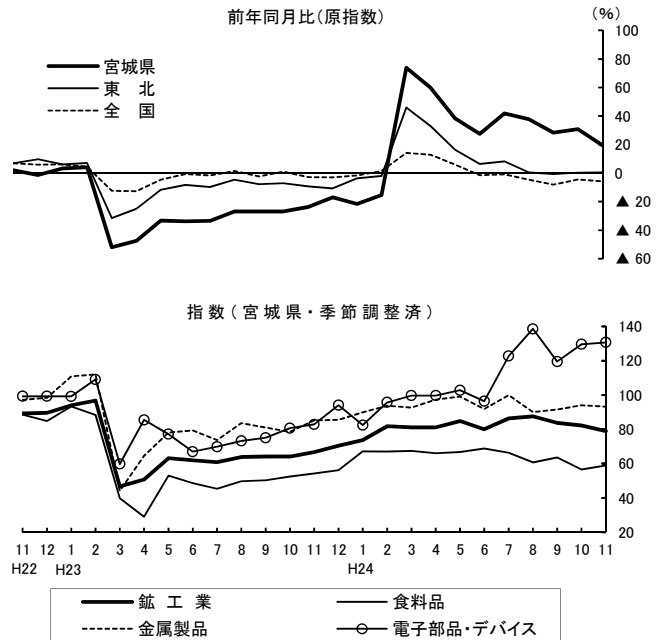 前年同月比(原指数)
(%)
宮城県
東 北
全 国
100
80
60
40
20
0
▲ 20
▲ 40
▲ 60
指数(宮城県・季節調整済)
140
120
100
80
60
40
20
11 12 1 2 3 4 5 6 7 8 9 10 11 12 1 2 3 4 5 6 7 8 9 10 11
H22 H23 H24
鉱工業 食料品
金属製品 電子部品・デバイス